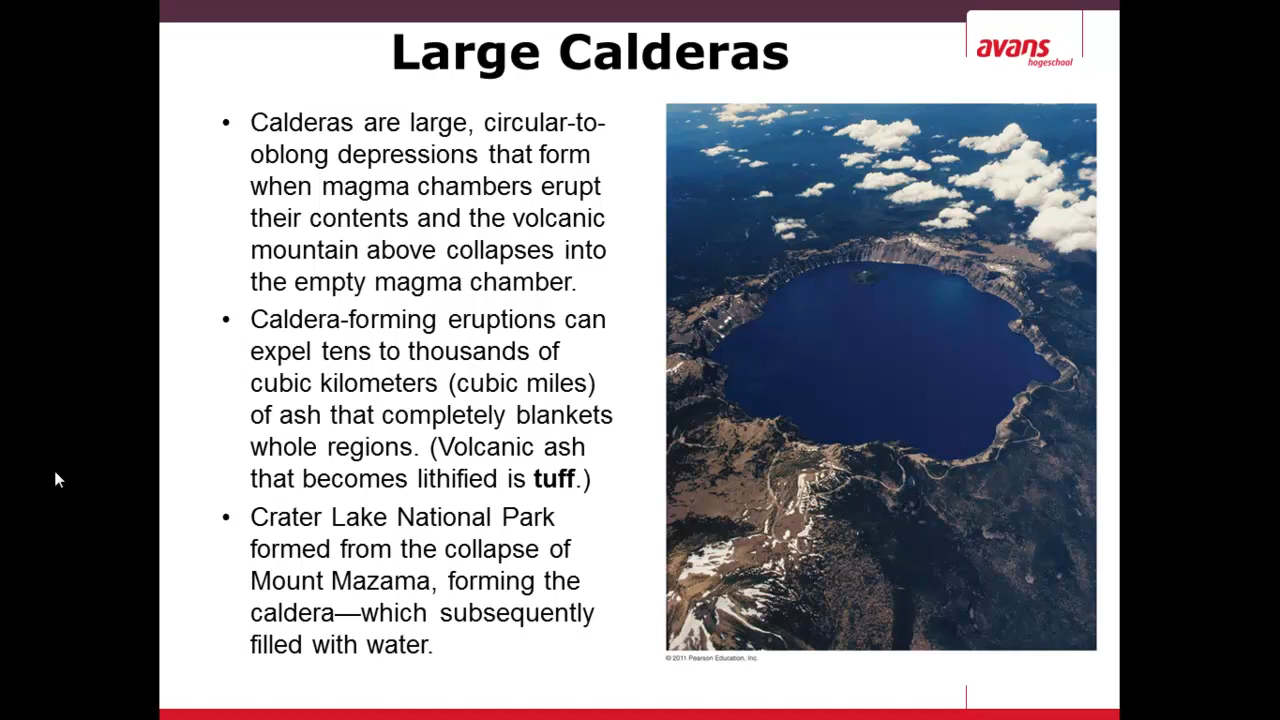 Large Calderas
avans
hogeschool
• Calderas are large, circular-to-
oblong depressions that form
when magma chambers erupt
their contents and the volcanic
mountain above collapses into
the empty magma chamber.
• Caldera-forming eruptions can
expel tens to thousands of
cubic kilometers (cubic miles)
of ash that completely blankets
whole regions. (Volcanic ash
that becomes lithified is tuff.)
• Crater Lake National Park
formed from the collapse of
Mount Mazama, forming the
caldera—which subsequently
filled with water.
© 2011 Pearson Education, Inc.